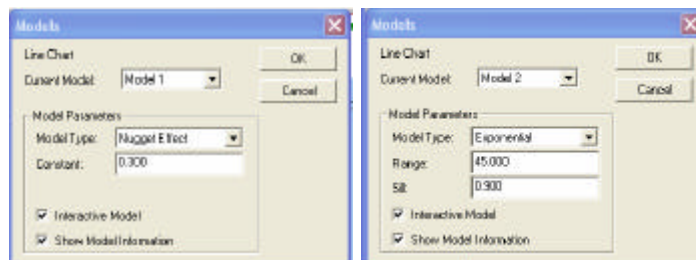 Models
Line Chart
OK
Current Model: Model 1
Cancel
Model Parameters
Model Type: Nugget Effect
Constant: 0.300
Interactive Model
Show Model Information
Models
Line Chart
OK
Current Model: Model 2
Cancel
Model Parameters
Model Type: Exponential
Range: 45.000
Sill: 0.900
Interactive Model
Show Model Information